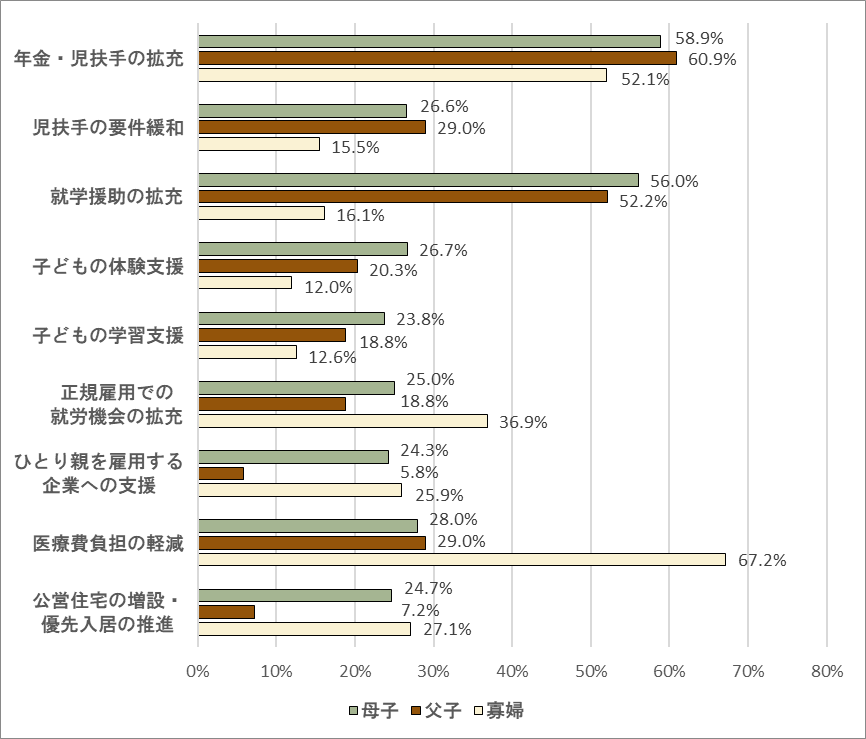 年金・児扶手の拡充
58.9%
60.9%
52.1%
児扶手の要件緩和
26.6%
29.0%
15.5%
就学援助の拡充
56.0%
52.2%
16.1%
子どもの体験支援
26.7%
20.3%
12.0%
子どもの学習支援
23.8%
18.8%
12.6%
正規雇用での
就労機会の拡充
25.0%
18.8%
36.9%
ひとり親を雇用する
企業への支援
24.3%
5.8%
25.9%
医療費負担の軽減
28.0%
29.0%
67.2%
公営住宅の増設・
優先入居の推進
24.7%
7.2%
27.1%
0% 10% 20% 30% 40% 50% 60% 70% 80%
母子 父子 寡婦